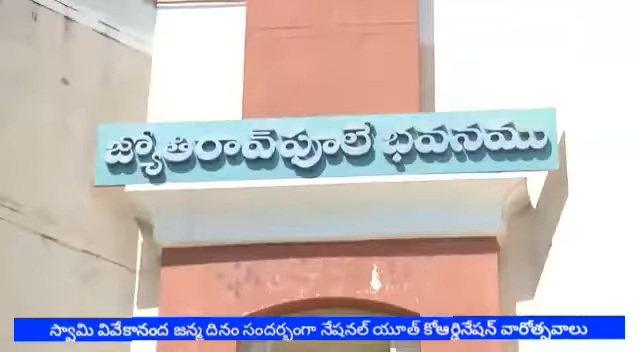 జ్యోతిరావ్‌పూలే భవనము
స్వామి వివేకానంద జన్మ దినం సందర్భంగా నేషనల్ యూత్ కోఆర్డినేషన్ వారోత్సవాలు